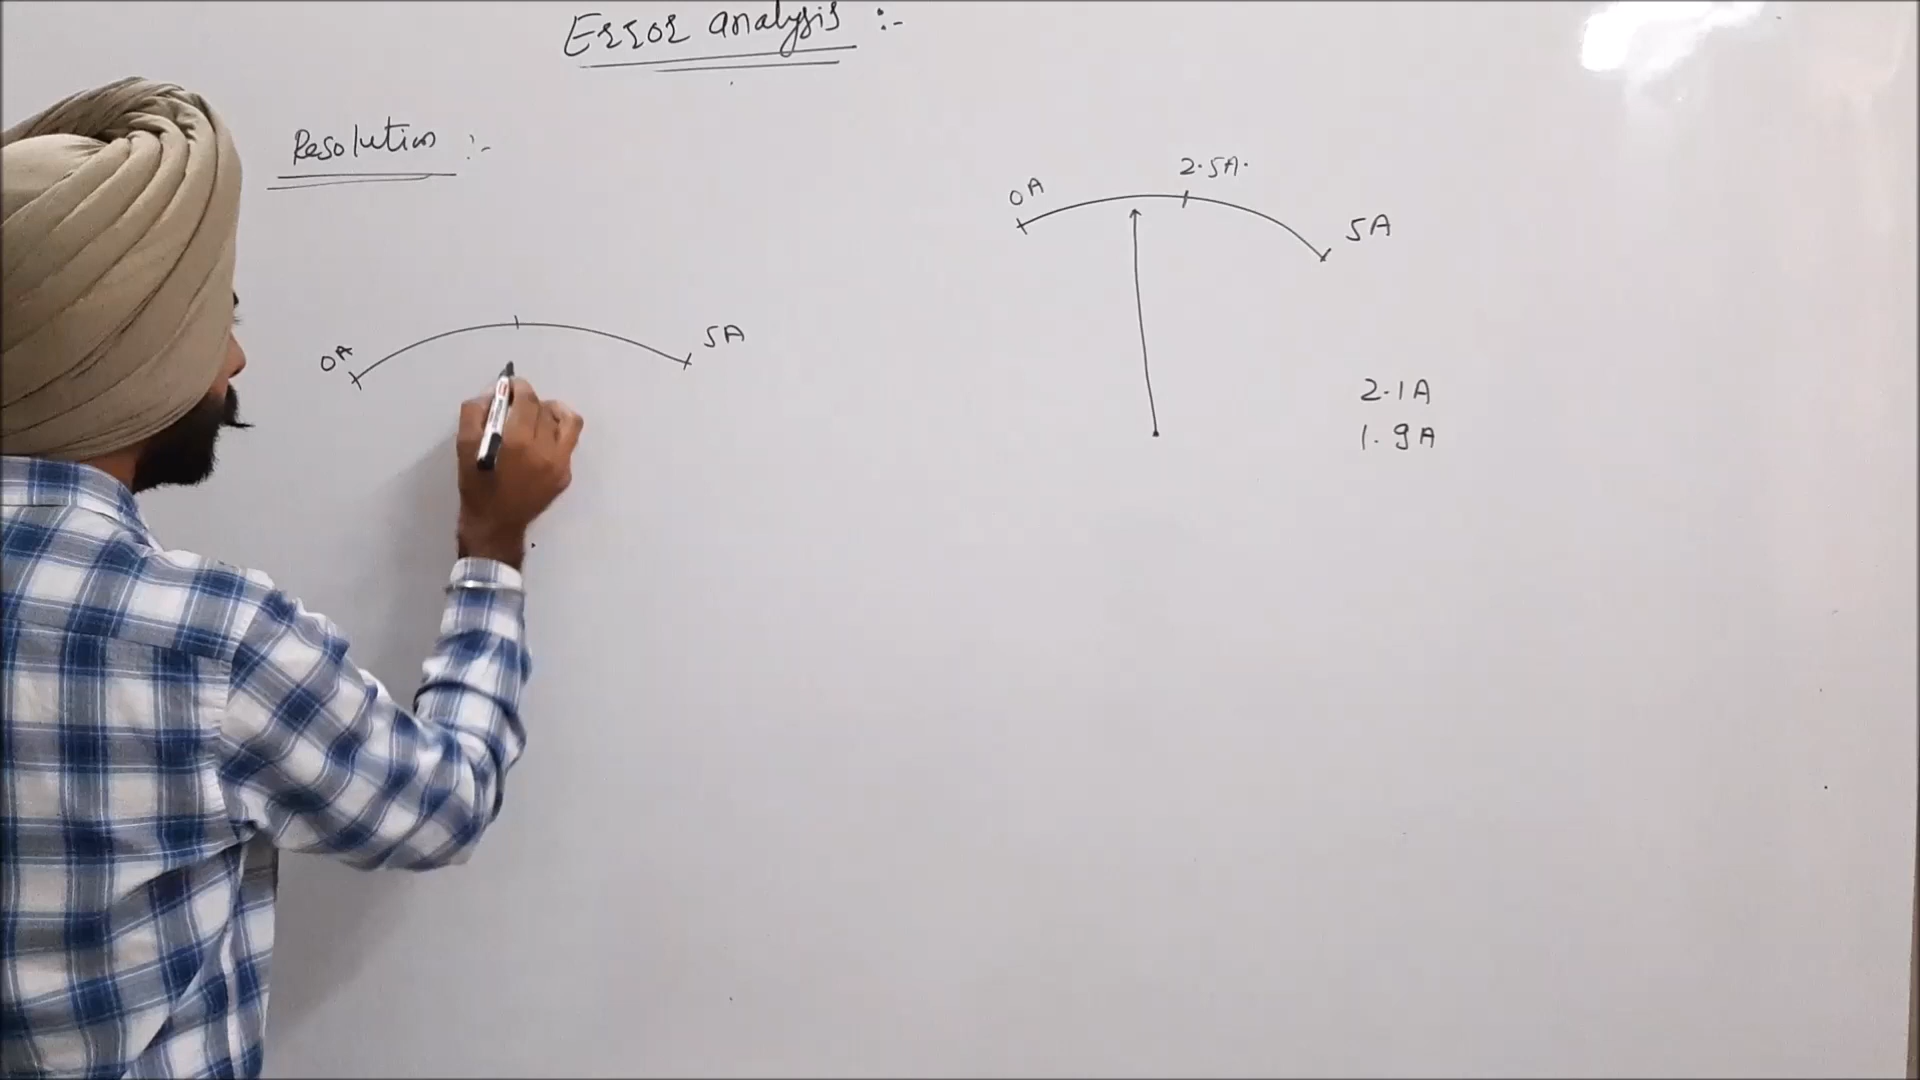 Error analysis :-
Resolution :-
0A
5A
0A
2.5A.
5A
2.1A
1.9A